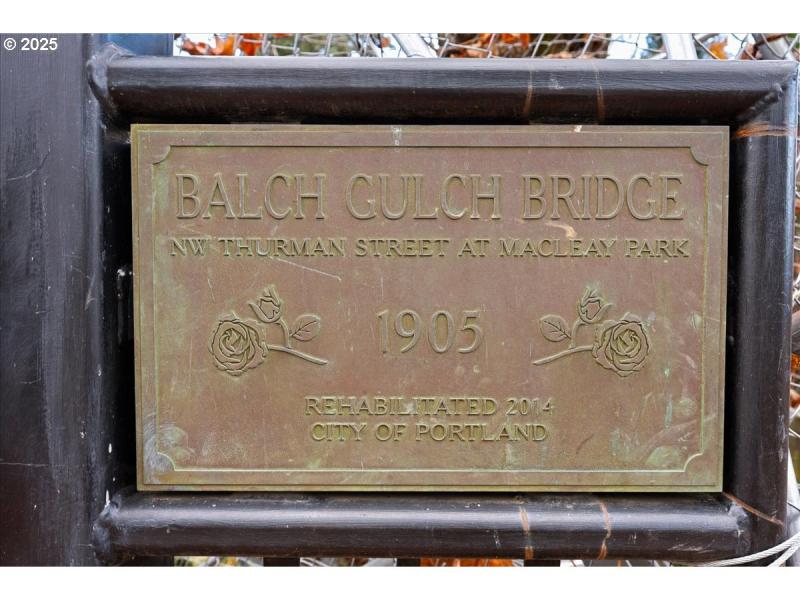 © 2025
BALCH GULCH BRIDGE
NW THURMAN STREET AT MACLEAY PARK
1905
REHABILITATED 2014
CITY OF PORTLAND